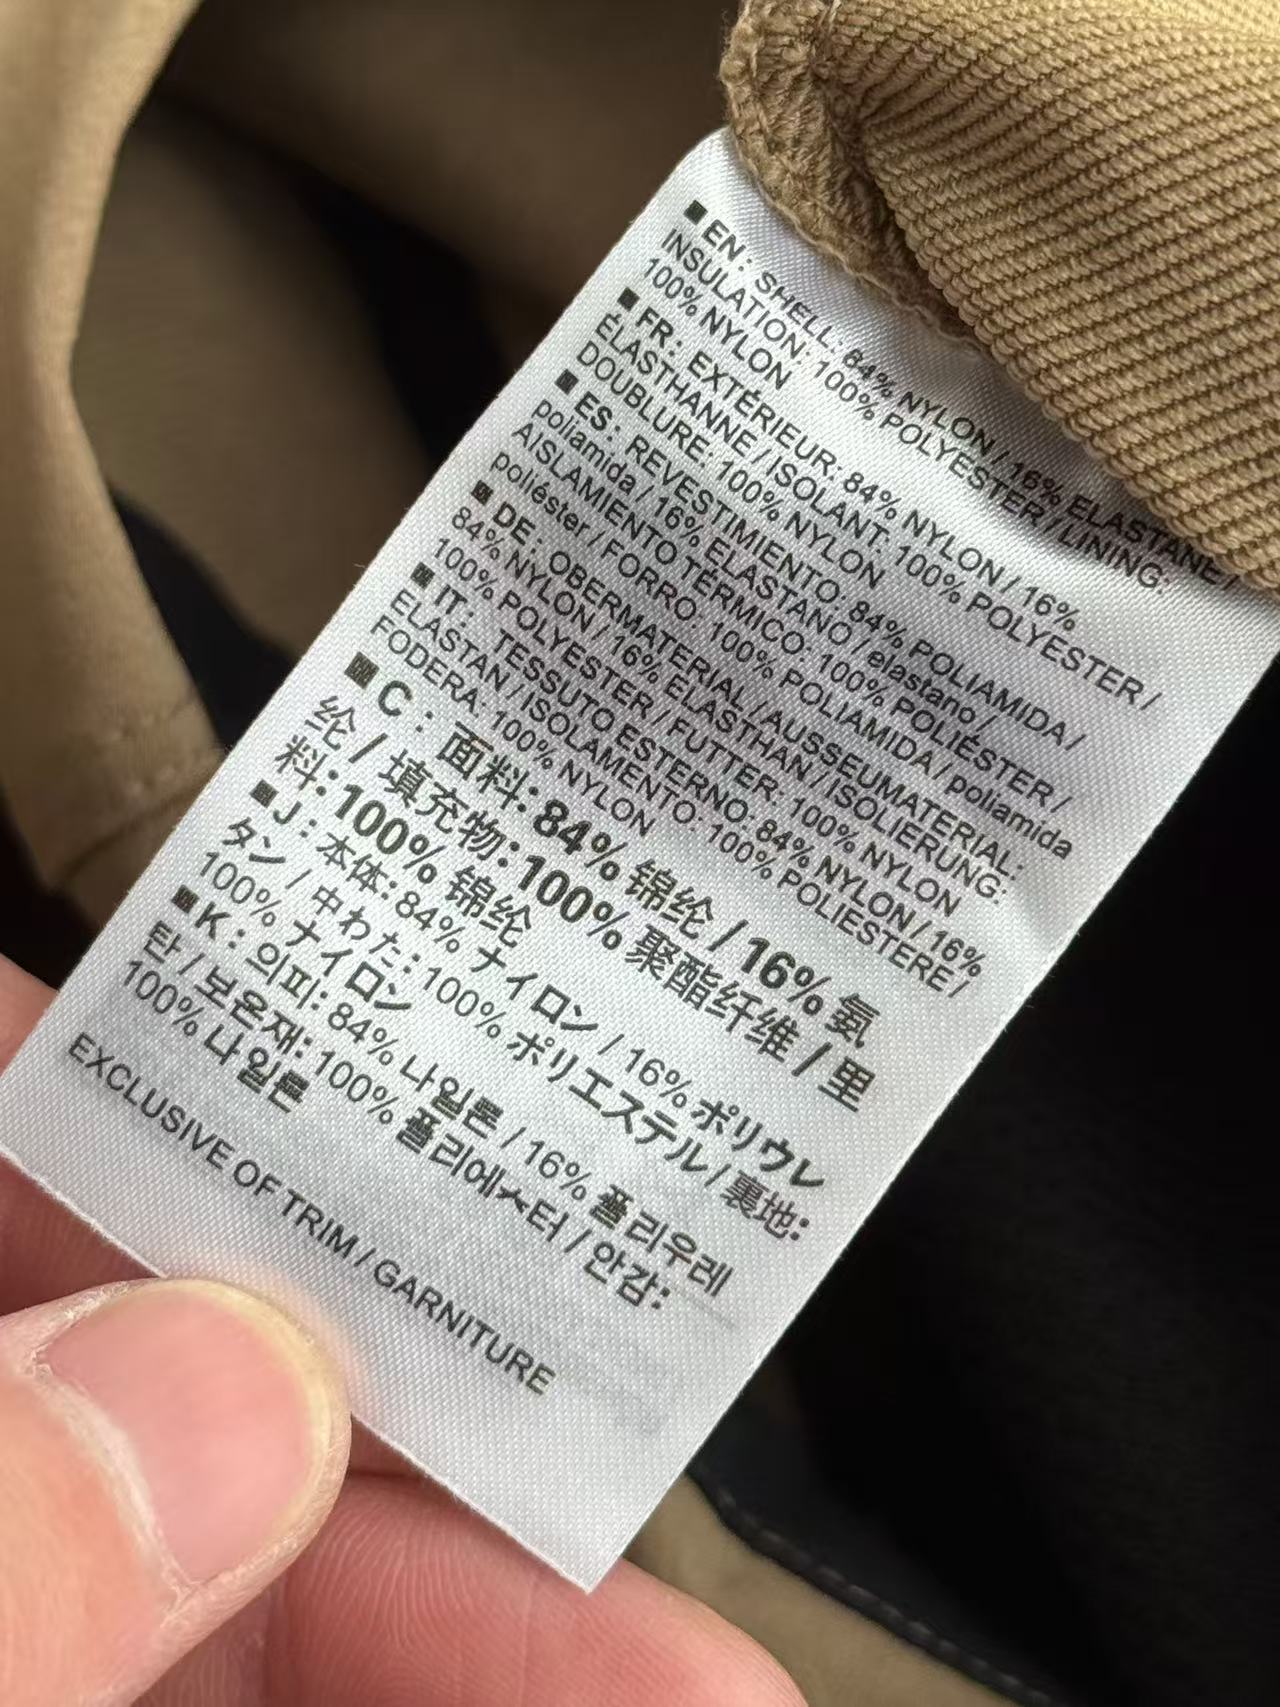 ■ EN: SHELL: 84% NYLON / 16% ELASTANE /
INSULATION: 100% POLYESTER / LINING:
100% NYLON
■ FR: EXTÉRIEUR: 84% NYLON / 16%
ÉLASTHANNE / ISOLANT: 100% POLYESTER /
DOUBLURE: 100% NYLON
■ ES: REVESTIMIENTO: 84% POLIAMIDA /
poliamida / 16% ELASTANO / elastano /
AISLAMIENTO TÉRMICO: 100% POLIÉSTER /
poliéster / FORRO: 100% POLIAMIDA / poliamida
■ DE: OBERMATERIAL / AUSSEUMATERIAL:
84% NYLON / 16% ELASTHAN / ISOLIERUNG:
100% POLYESTER / FUTTER: 100% NYLON
■ IT: TESSUTO ESTERNO: 84% NYLON / 16%
ELASTAN / ISOLAMENTO: 100% POLIESTERE /
FODERA: 100% NYLON
■ C: 面料: 84% 锦纶 / 16% 氨
纶 / 填充物: 100% 聚酯纤维 / 里
料: 100% 锦纶
■ J: 本体: 84% ナイロン / 16% ポリウレ
タン / 中わた: 100% ポリエステル / 裏地:
100% ナイロン
■ K: 의피: 84% 나일론 / 16% 폴리우레
탄 / 보온재: 100% 폴리에스터 / 안감:
100% 나일론
EXCLUSIVE OF TRIM / GARNITURE